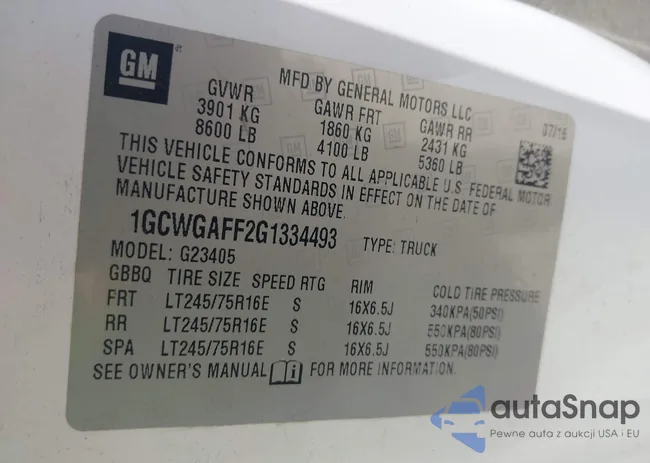 GM
MFD BY GENERAL MOTORS LLC
GVWR GAWR FRT GAWR RR 07/16
3901 KG 1860 KG 2431 KG
8600 LB 4100 LB 5360 LB
THIS VEHICLE CONFORMS TO ALL APPLICABLE U.S. FEDERAL MOTOR
VEHICLE SAFETY STANDARDS IN EFFECT ON THE DATE OF
MANUFACTURE SHOWN ABOVE.
1GCWGAFF2G1334493 TYPE: TRUCK
MODEL: G23405
GBBQ TIRE SIZE SPEED RTG RIM COLD TIRE PRESSURE
FRT LT245/75R16E S 16X6.5J 340KPA(50PSI)
RR LT245/75R16E S 16X6.5J 550KPA(80PSI)
SPA LT245/75R16E S 16X6.5J 550KPA(80PSI)
SEE OWNER'S MANUAL FOR MORE INFORMATION.
autaSnap
Pewne auta z aukcji USA i EU